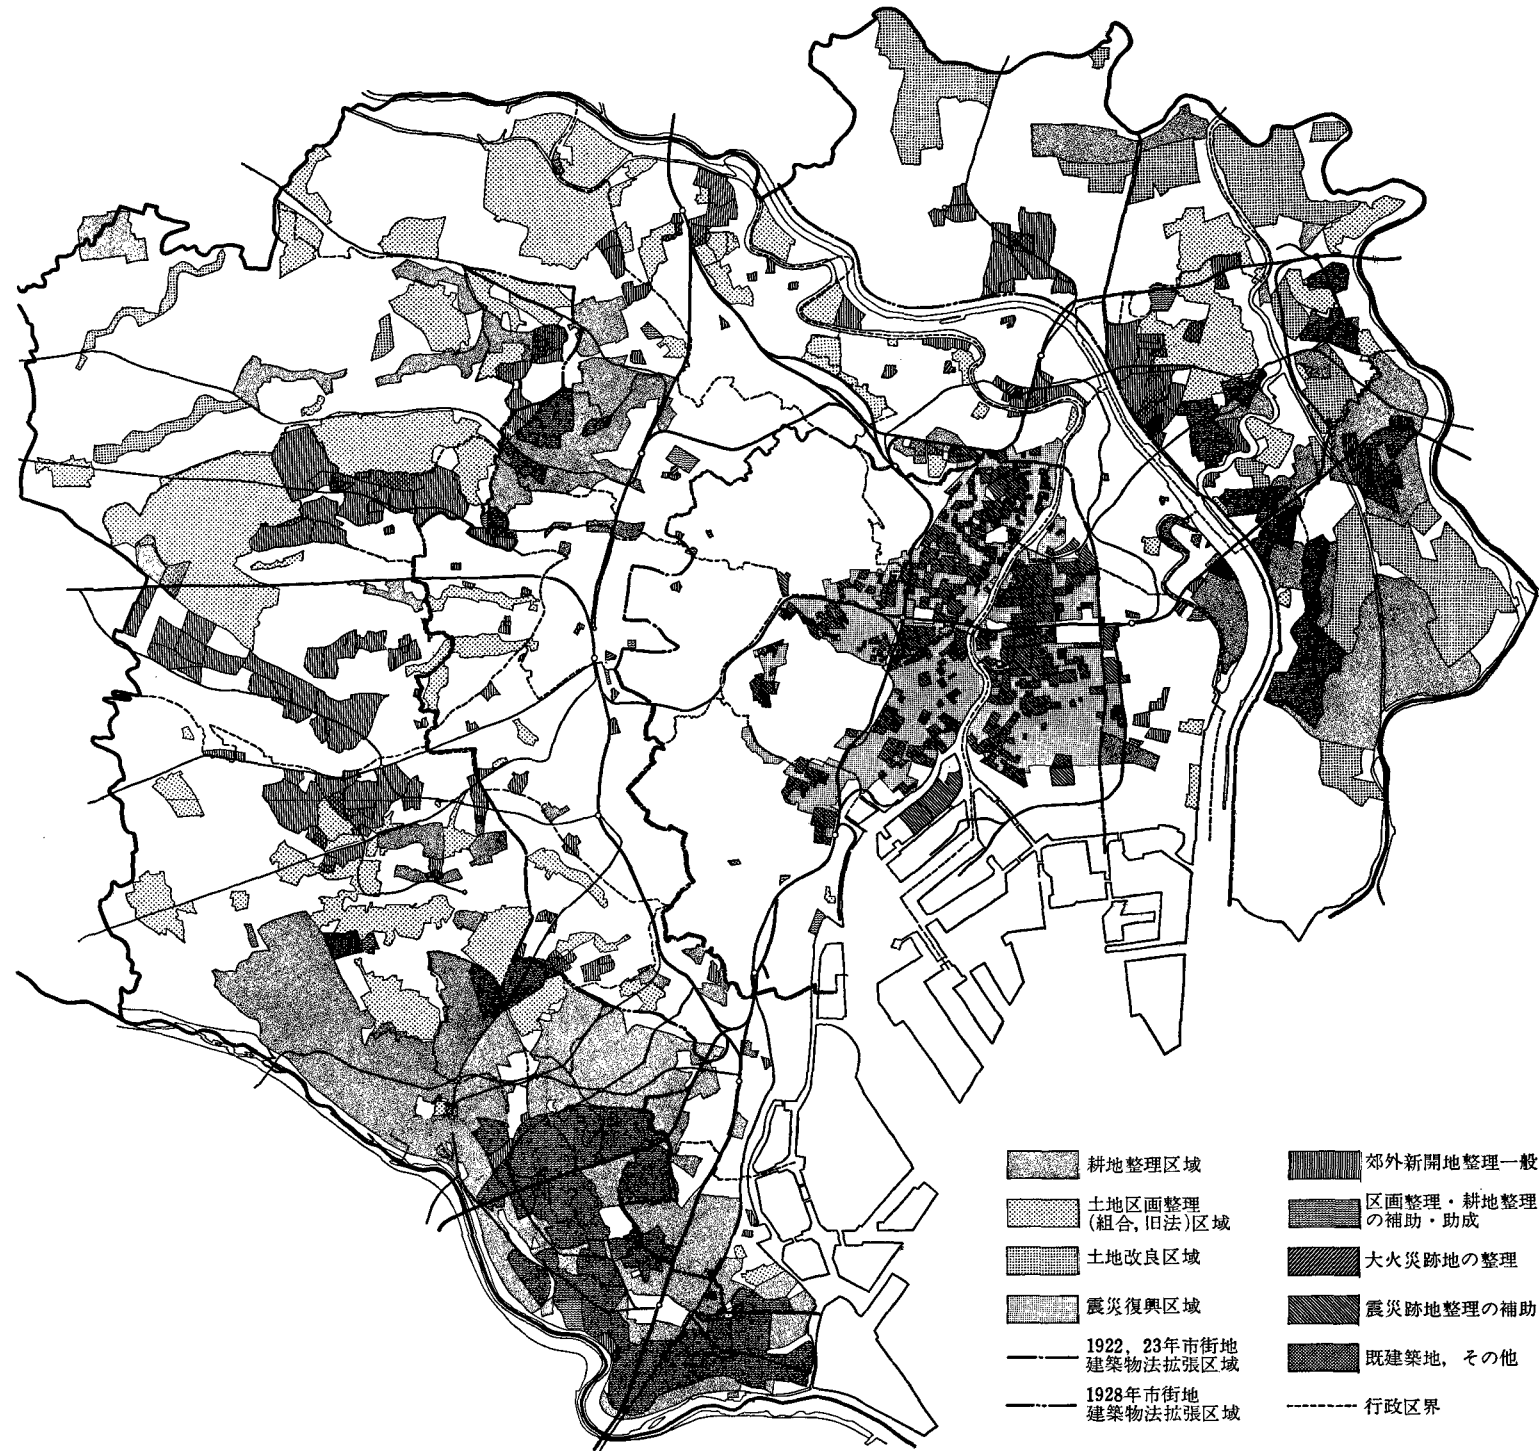 耕地整理区域
土地区画整理
(組合,旧法)区域
土地改良区域
震災復興区域
1922, 23年市街地
建築物法拡張区域
1928年市街地
建築物法拡張区域
郊外新開地整理一般
区画整理・耕地整理
の補助・助成
大火災跡地の整理
震災跡地整理の補助
既建築地, その他
行政区界